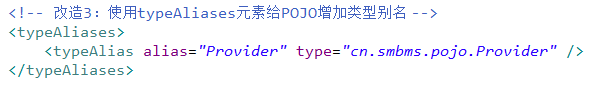 <!-- 改造3：使用typeAliases元素给POJO增加类型别名 -->
<typeAliases>
    <typeAlias alias="Provider" type="cn.smbms.pojo.Provider" />
</typeAliases>